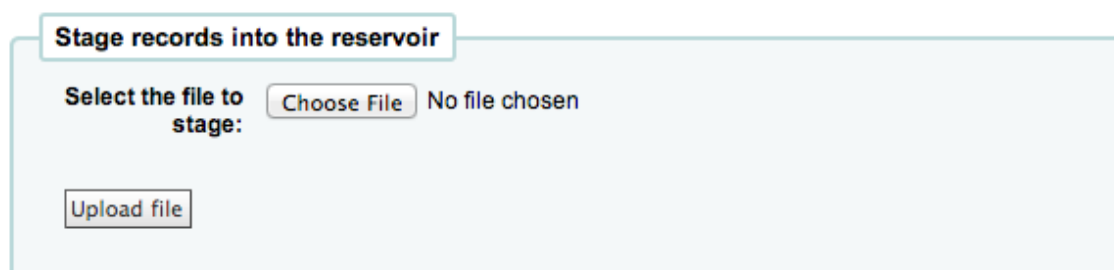 Stage records into the reservoir
Select the file to
stage:
Choose File No file chosen
Upload file